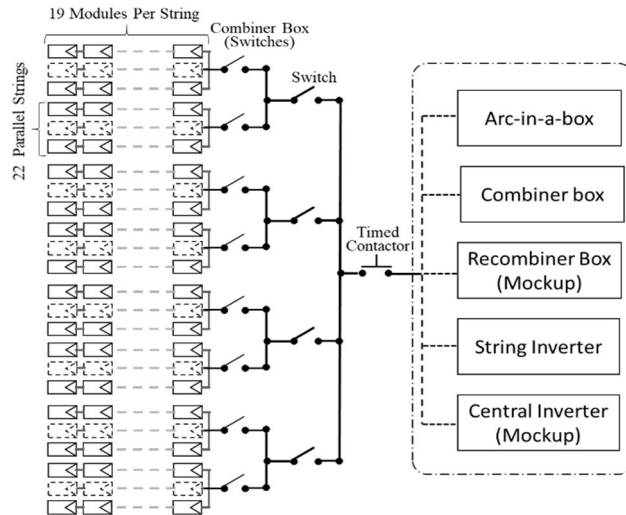 19 Modules Per String
Combiner Box
(Switches)
Switch
22 Parallel Strings
Timed
Contactor
Arc-in-a-box
Combiner box
Recombiner Box
(Mockup)
String Inverter
Central Inverter
(Mockup)